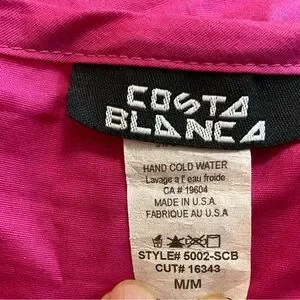 COSTA
BLANCA
HAND COLD WATER
Lavage a l' eau froide
CA # 19604
MADE IN U.S.A
FABRIQUE AU U.S.A
STYLE# 5002-SCB
CUT# 16343
M/M